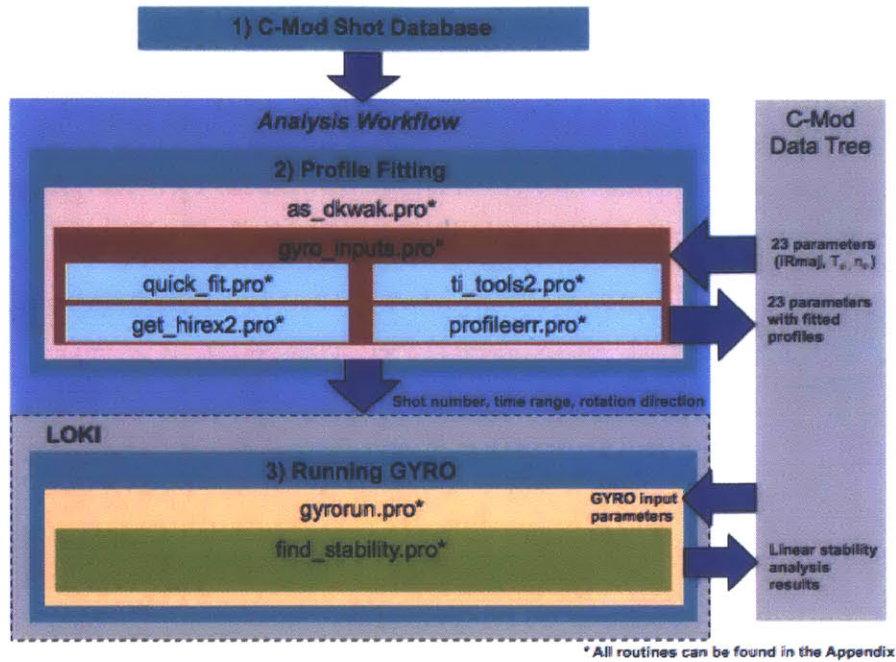 1) C-Mod Shot Database
Analysis Workflow
2) Profile Fitting
as_dkwak.pro*
gyro_inputs.pro*
quick_fit.pro*
ti_tools2.pro*
get_hirex2.pro*
profileerr.pro*
C-Mod
Data Tree
23 parameters
(iRmaj, Te, ne)
23 parameters
with fitted
profiles
Shot number, time range, rotation direction
LOKI
3) Running GYRO
gyrorun.pro*
GYRO input
parameters
find_stability.pro*
Linear stability
analysis
results
* All routines can be found in the Appendix